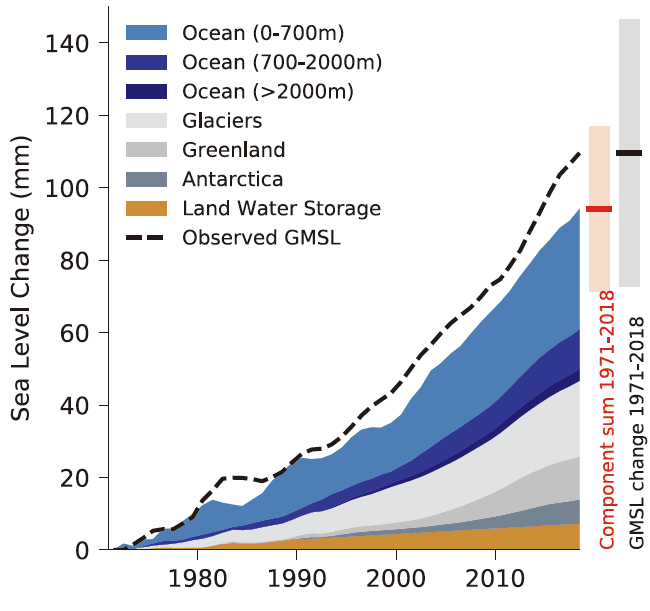 Sea Level Change (mm)
140
120
100
80
60
40
20
0
Ocean (0-700m)
Ocean (700-2000m)
Ocean (>2000m)
Glaciers
Greenland
Antarctica
Land Water Storage
Observed GMSL
1980
1990
2000
2010
Component sum 1971-2018
GMSL change 1971-2018